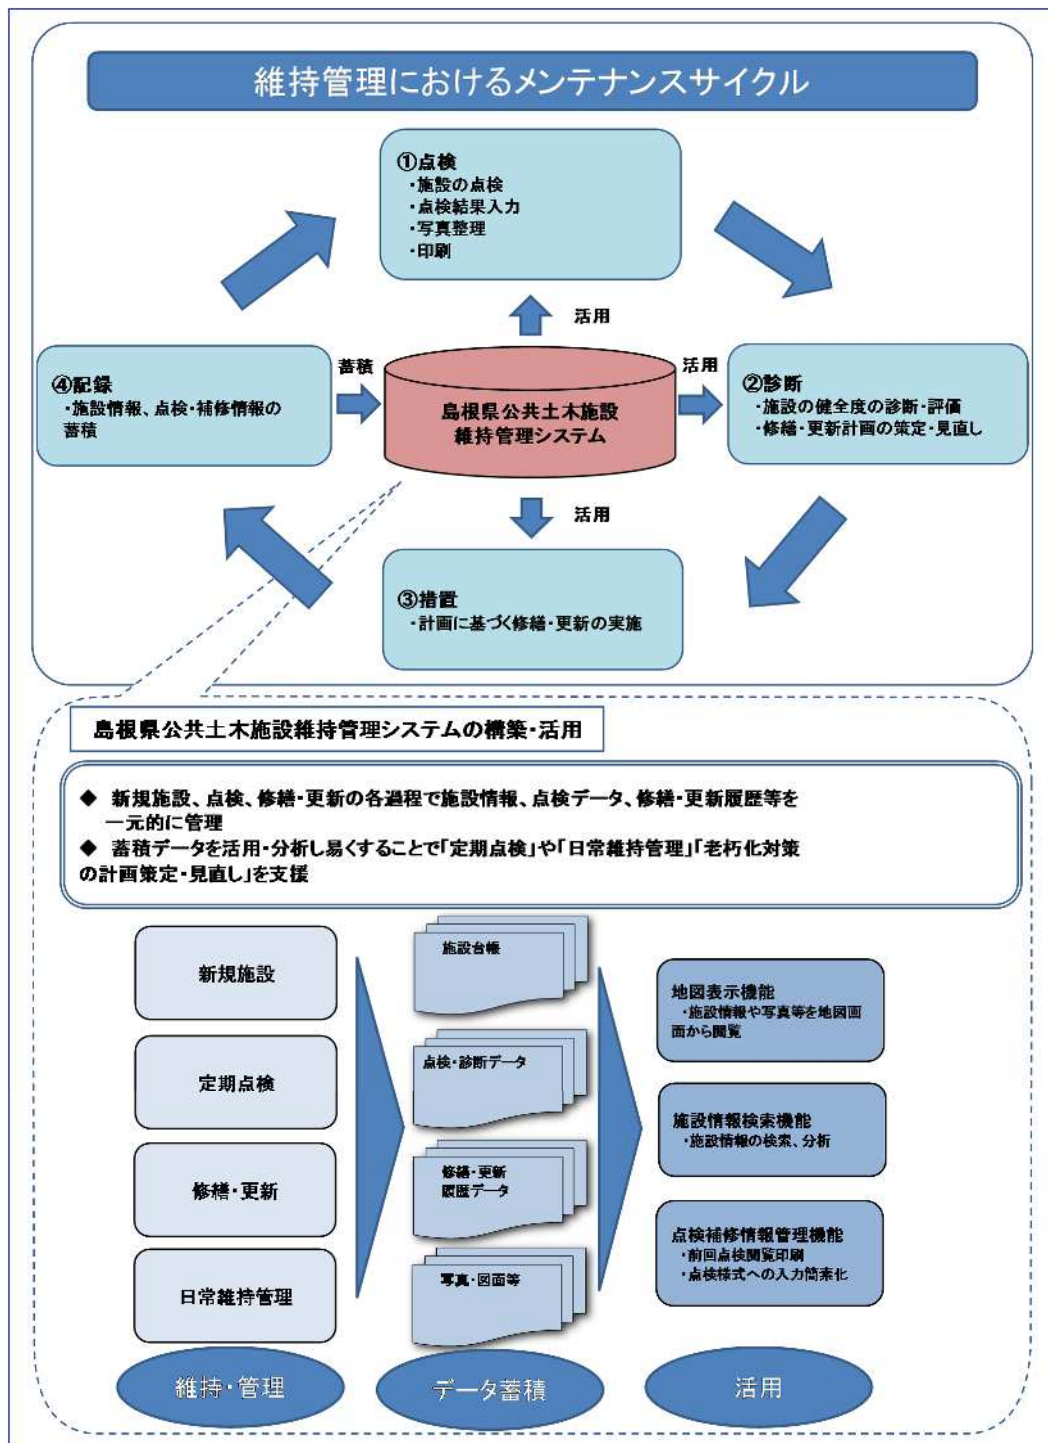 維持管理におけるメンテナンスサイクル
①点検
・施設の点検
・点検結果入力
・写真整理
・印刷
活用
④記録
・施設情報、点検・補修情報の
蓄積
蓄積
島根県公共土木施設
維持管理システム
活用
②診断
・施設の健全度の診断・評価
・修繕・更新計画の策定・見直し
活用
③措置
・計画に基づく修繕・更新の実施
島根県公共土木施設維持管理システムの構築・活用
◆ 新規施設、点検、修繕・更新の各過程で施設情報、点検データ、修繕・更新履歴等を
一元的に管理
◆ 蓄積データを活用・分析し易くすることで「定期点検」や「日常維持管理」「老朽化対策
の計画策定・見直し」を支援
新規施設
定期点検
修繕・更新
日常維持管理
維持・管理
施設台帳
点検・診断データ
修繕・更新
履歴データ
写真・図面等
データ蓄積
地図表示機能
・施設情報や写真等を地図画
面から閲覧
施設情報検索機能
・施設情報の検索、分析
点検補修情報管理機能
・前回点検閲覧印刷
・点検様式への入力簡素化
活用